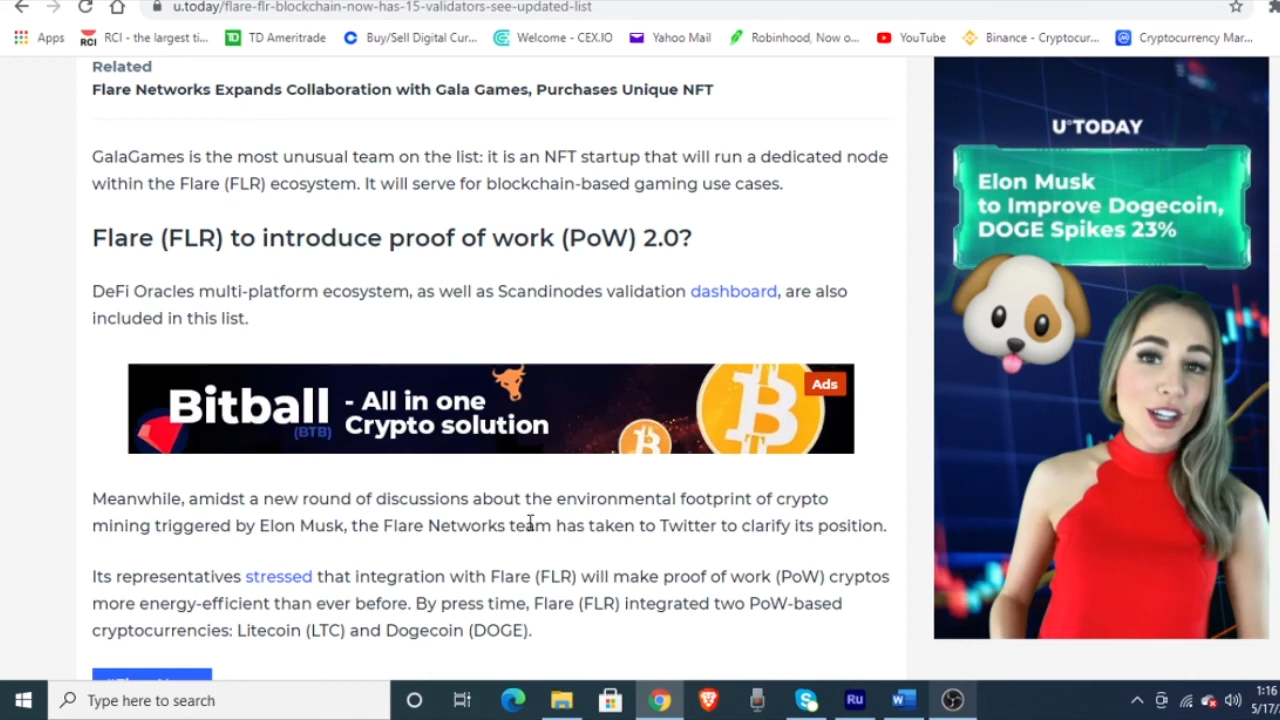 u.today/flare-flr-blockchain-now-has-15-validators-see-updated-list
Apps RCI - the largest ti... TD Ameritrade Buy/Sell Digital Cur... Welcome - CEX.IO Yahoo Mail Robinhood, Now o... YouTube Binance - Cryptocur... Cryptocurrency Mar...
Related
Flare Networks Expands Collaboration with Gala Games, Purchases Unique NFT
GalaGames is the most unusual team on the list: it is an NFT startup that will run a dedicated node
within the Flare (FLR) ecosystem. It will serve for blockchain-based gaming use cases.
Flare (FLR) to introduce proof of work (PoW) 2.0?
DeFi Oracles multi-platform ecosystem, as well as Scandinodes validation dashboard, are also
included in this list.
Bitball
(BTB)
- All in one
Crypto solution
Ads
Meanwhile, amidst a new round of discussions about the environmental footprint of crypto
mining triggered by Elon Musk, the Flare Networks team has taken to Twitter to clarify its position.
Its representatives stressed that integration with Flare (FLR) will make proof of work (PoW) cryptos
more energy-efficient than ever before. By press time, Flare (FLR) integrated two PoW-based
cryptocurrencies: Litecoin (LTC) and Dogecoin (DOGE).
U°TODAY
Elon Musk
to Improve Dogecoin,
DOGE Spikes 23%
Type here to search
Ru
1:16
5/17/